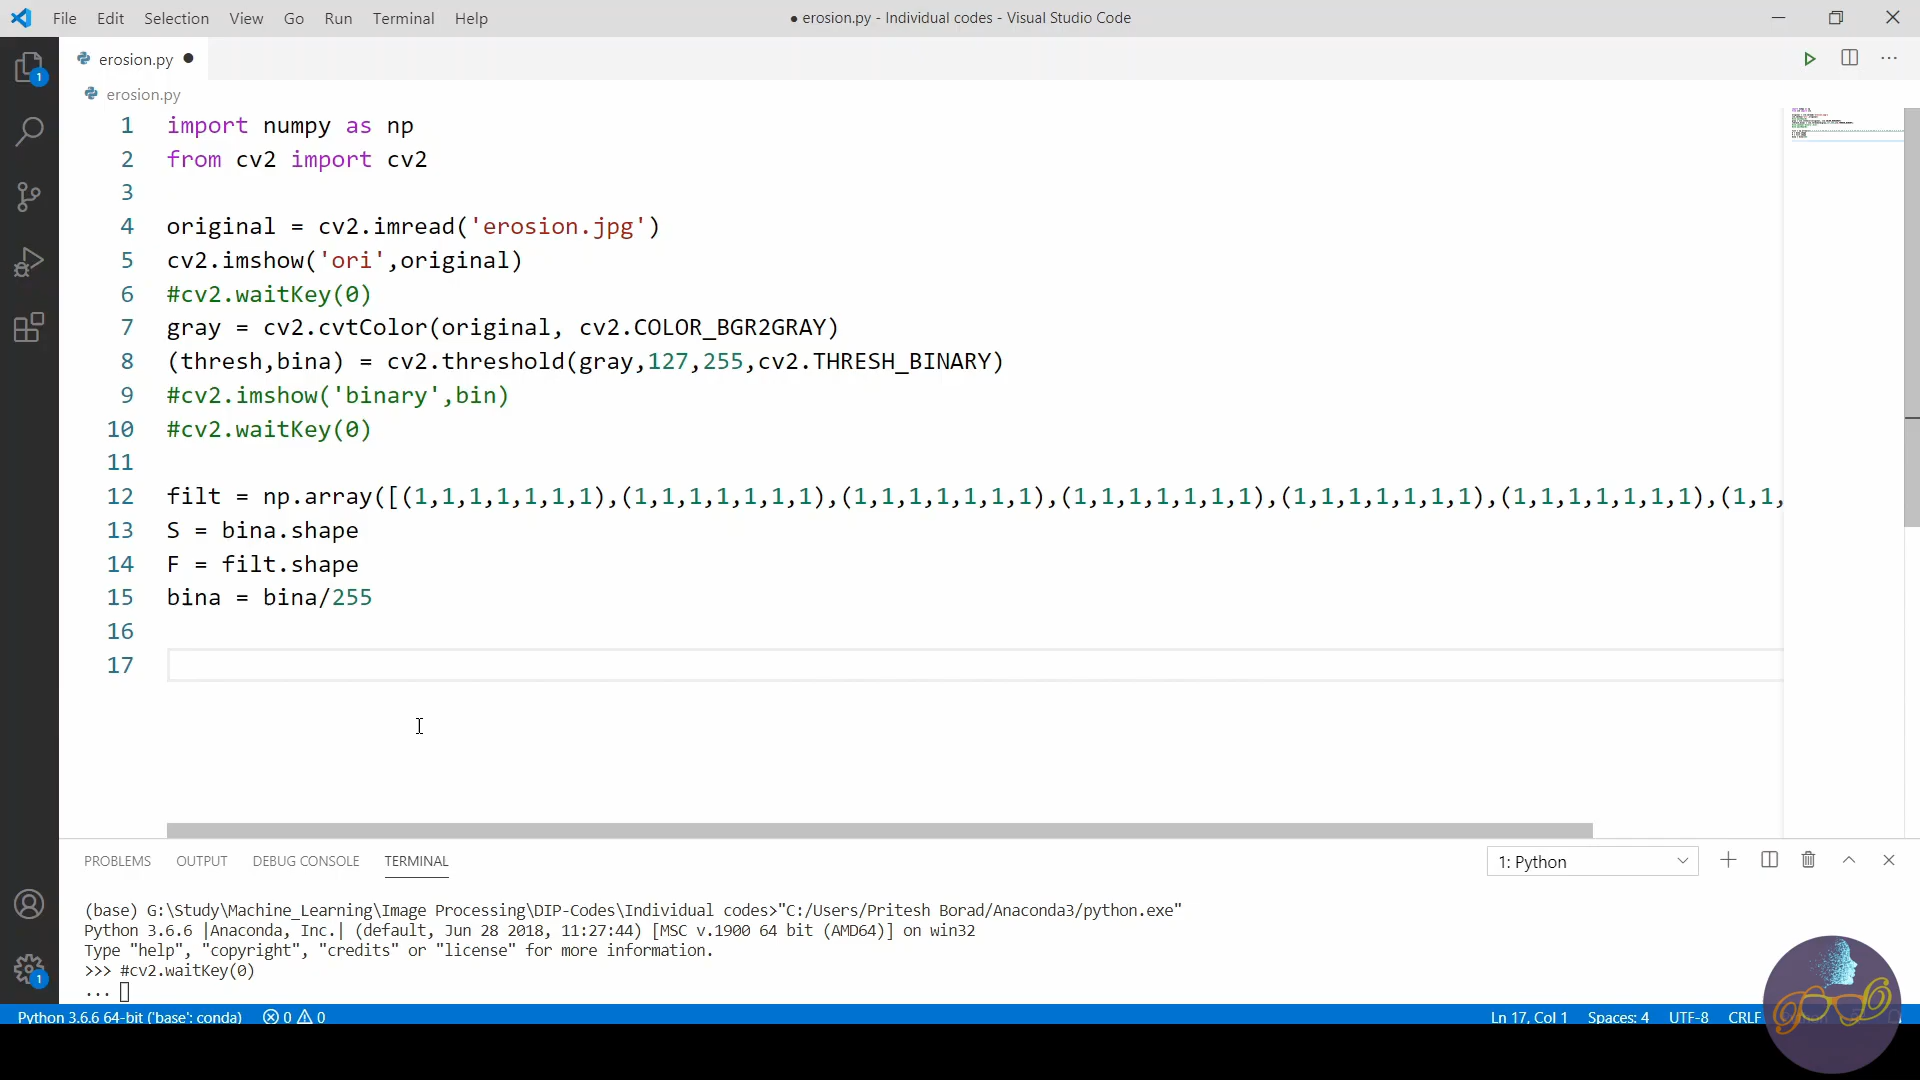 File Edit Selection View Go Run Terminal Help
● erosion.py - Individual codes - Visual Studio Code
erosion.py ●
erosion.py
1 import numpy as np
2 from cv2 import cv2
3
4 original = cv2.imread('erosion.jpg')
5 cv2.imshow('ori',original)
6 #cv2.waitKey(0)
7 gray = cv2.cvtColor(original, cv2.COLOR_BGR2GRAY)
8 (thresh,bina) = cv2.threshold(gray,127,255,cv2.THRESH_BINARY)
9 #cv2.imshow('binary',bin)
10 #cv2.waitKey(0)
11
12 filt = np.array([(1,1,1,1,1,1,1),(1,1,1,1,1,1,1),(1,1,1,1,1,1,1),(1,1,1,1,1,1,1),(1,1,1,1,1,1,1),(1,1,1,1,1,1,1),(1,1,
13 S = bina.shape
14 F = filt.shape
15 bina = bina/255
16
17
PROBLEMS OUTPUT DEBUG CONSOLE TERMINAL
1: Python
(base) G:\Study\Machine_Learning\Image Processing\DIP-Codes\Individual codes>"C:/Users/Pritesh Borad/Anaconda3/python.exe"
Python 3.6.6 |Anaconda, Inc.| (default, Jun 28 2018, 11:27:44) [MSC v.1900 64 bit (AMD64)] on win32
Type "help", "copyright", "credits" or "license" for more information.
>>> #cv2.waitKey(0)
...
Python 3.6.6 64-bit ('base': conda) 0 0
Ln 17, Col 1 Spaces: 4 UTF-8 CRLF
1
1